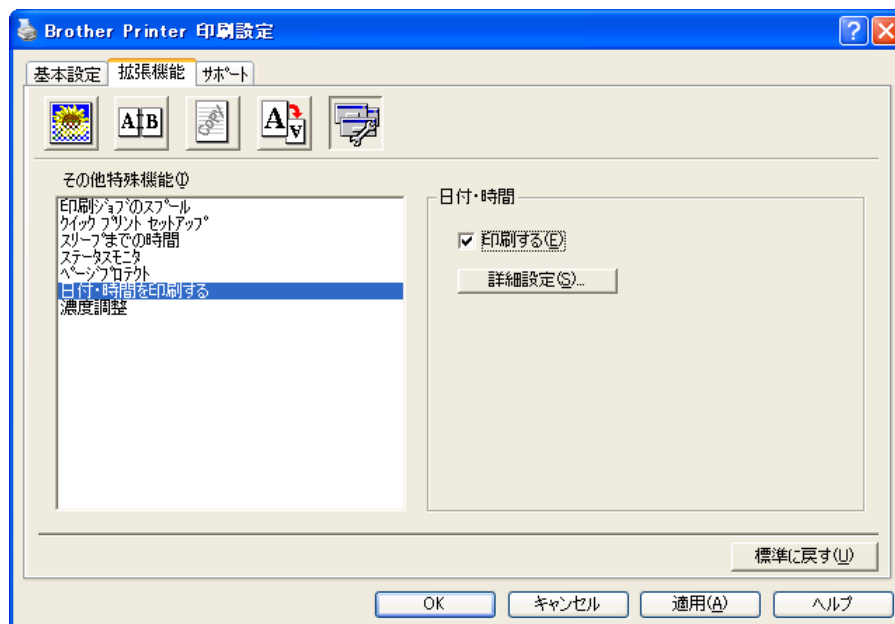 Brother Printer 印刷設定
基本設定 拡張機能 サポート
A B
Copy
A A
その他特殊機能(I)
印刷ジョブのスプール
クイック プリント セットアップ
スリープまでの時間
ステータスモニタ
ページプロテクト
日付・時間を印刷する
濃度調整
日付・時間
印刷する(E)
詳細設定(S)...
標準に戻す(U)
OK キャンセル 適用(A) ヘルプ